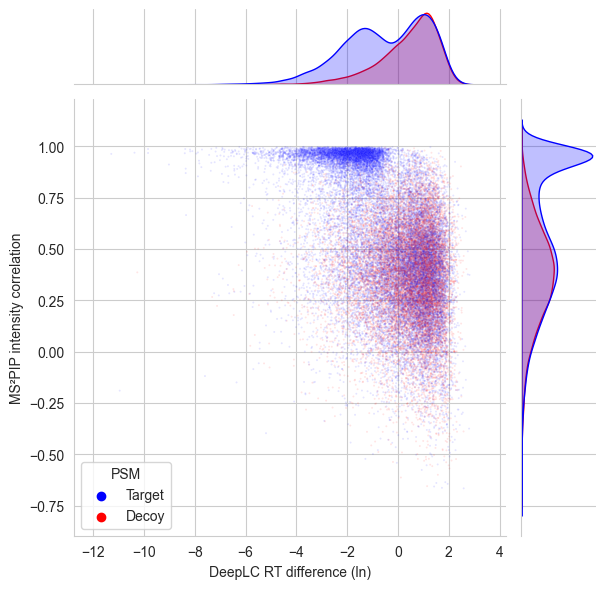 1.00
0.75
0.50
0.25
0.00
−0.25
−0.50
−0.75
MS²PIP intensity correlation
PSM
Target
Decoy
−12 −10 −8 −6 −4 −2 0 2 4
DeepLC RT difference (ln)